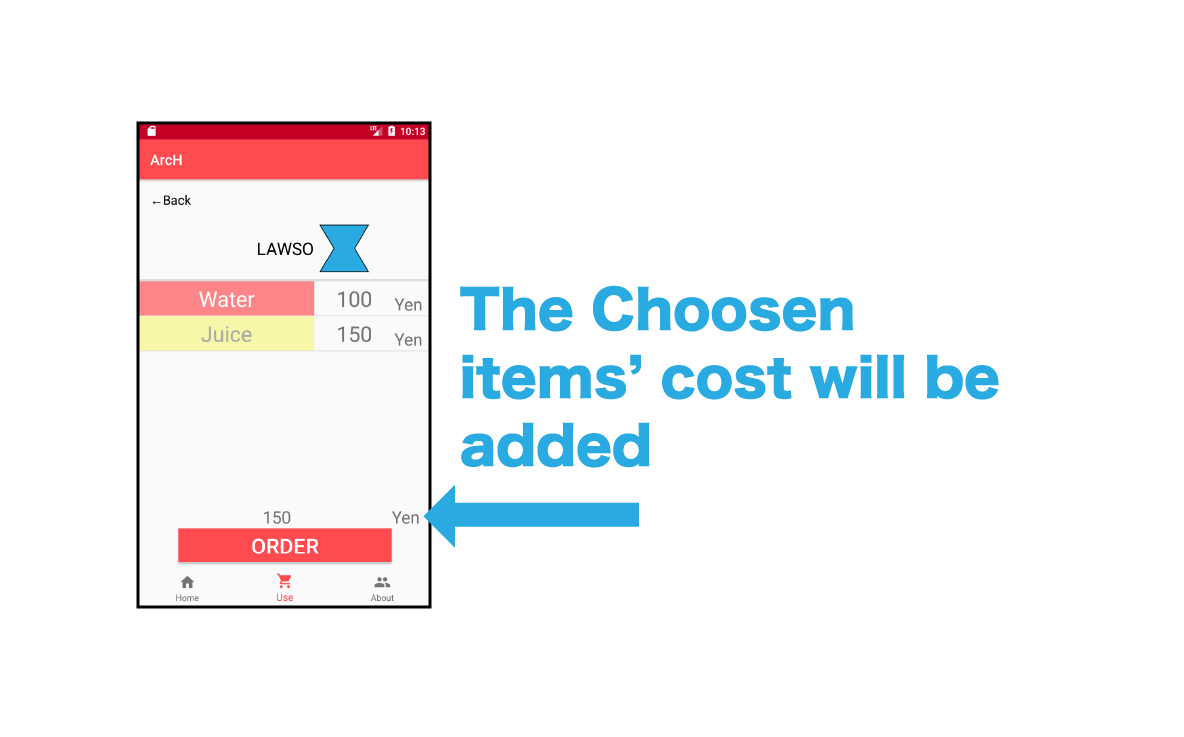 LTE 10:13
ArcH
←Back
LAWSO
Water 100 Yen
Juice 150 Yen
The Choosen
items’ cost will be
added
150 Yen
ORDER
Home Use About